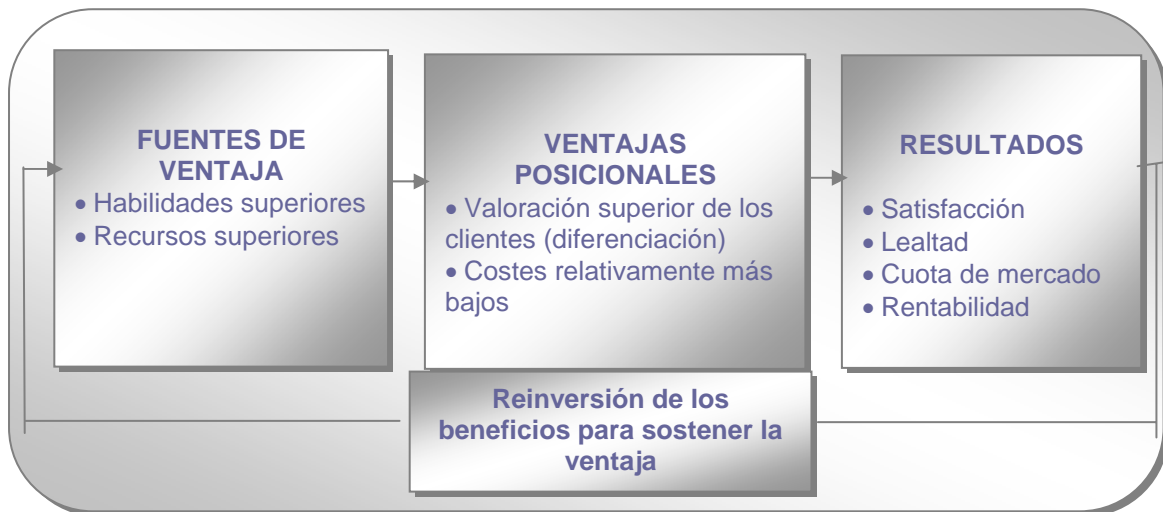 FUENTES DE
VENTAJA
• Habilidades superiores
• Recursos superiores
VENTAJAS
POSICIONALES
• Valoración superior de los
clientes (diferenciación)
• Costes relativamente más
bajos
RESULTADOS
• Satisfacción
• Lealtad
• Cuota de mercado
• Rentabilidad
Reinversión de los
beneficios para sostener la
ventaja